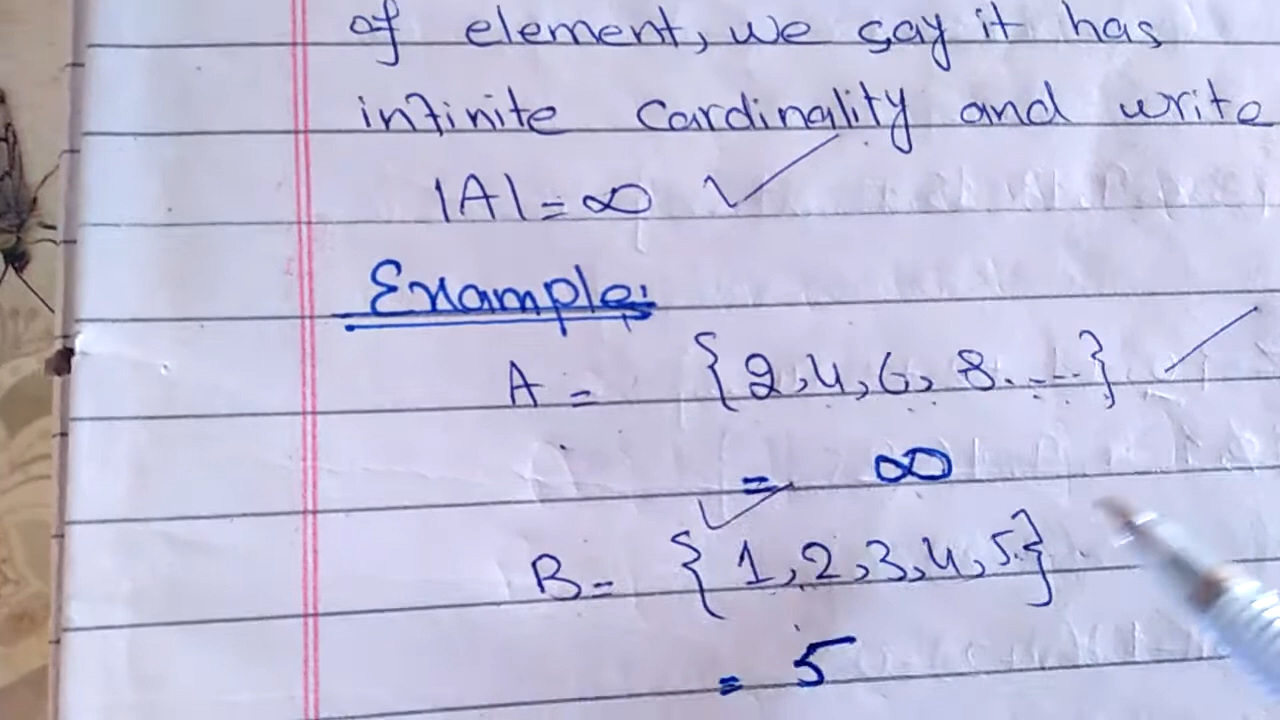 of element, we say it has
infinite cardinality and write
|A| = ∞
Example:
A = {2,4,6, 8.---}
= ∞
B = {1,2,3,4,5.}
= 5